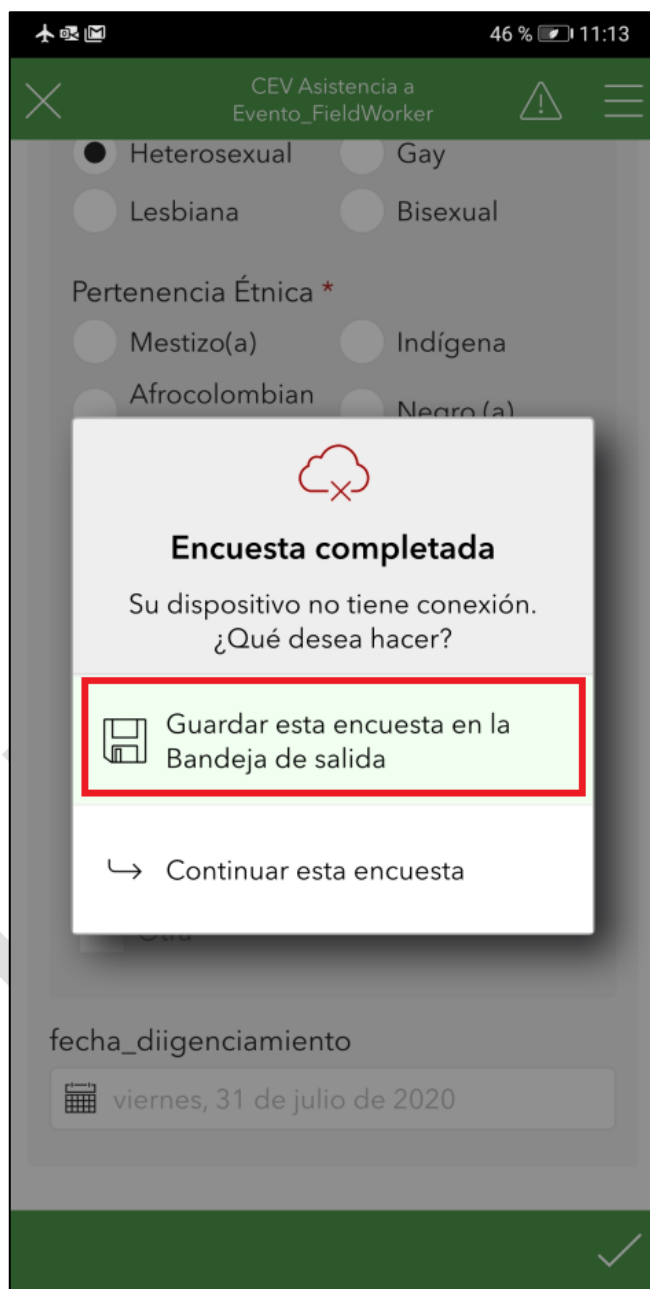 46 % 11:13
CEV Asistencia a
Evento_FieldWorker
Heterosexual Gay
Lesbiana Bisexual
Pertenencia Étnica *
Mestizo(a) Indígena
Afrocolombian
Negro (a)
Encuesta completada
Su dispositivo no tiene conexión.
¿Qué desea hacer?
Guardar esta encuesta en la
Bandeja de salida
Continuar esta encuesta
Otra
fecha_diigenciamiento
viernes, 31 de julio de 2020